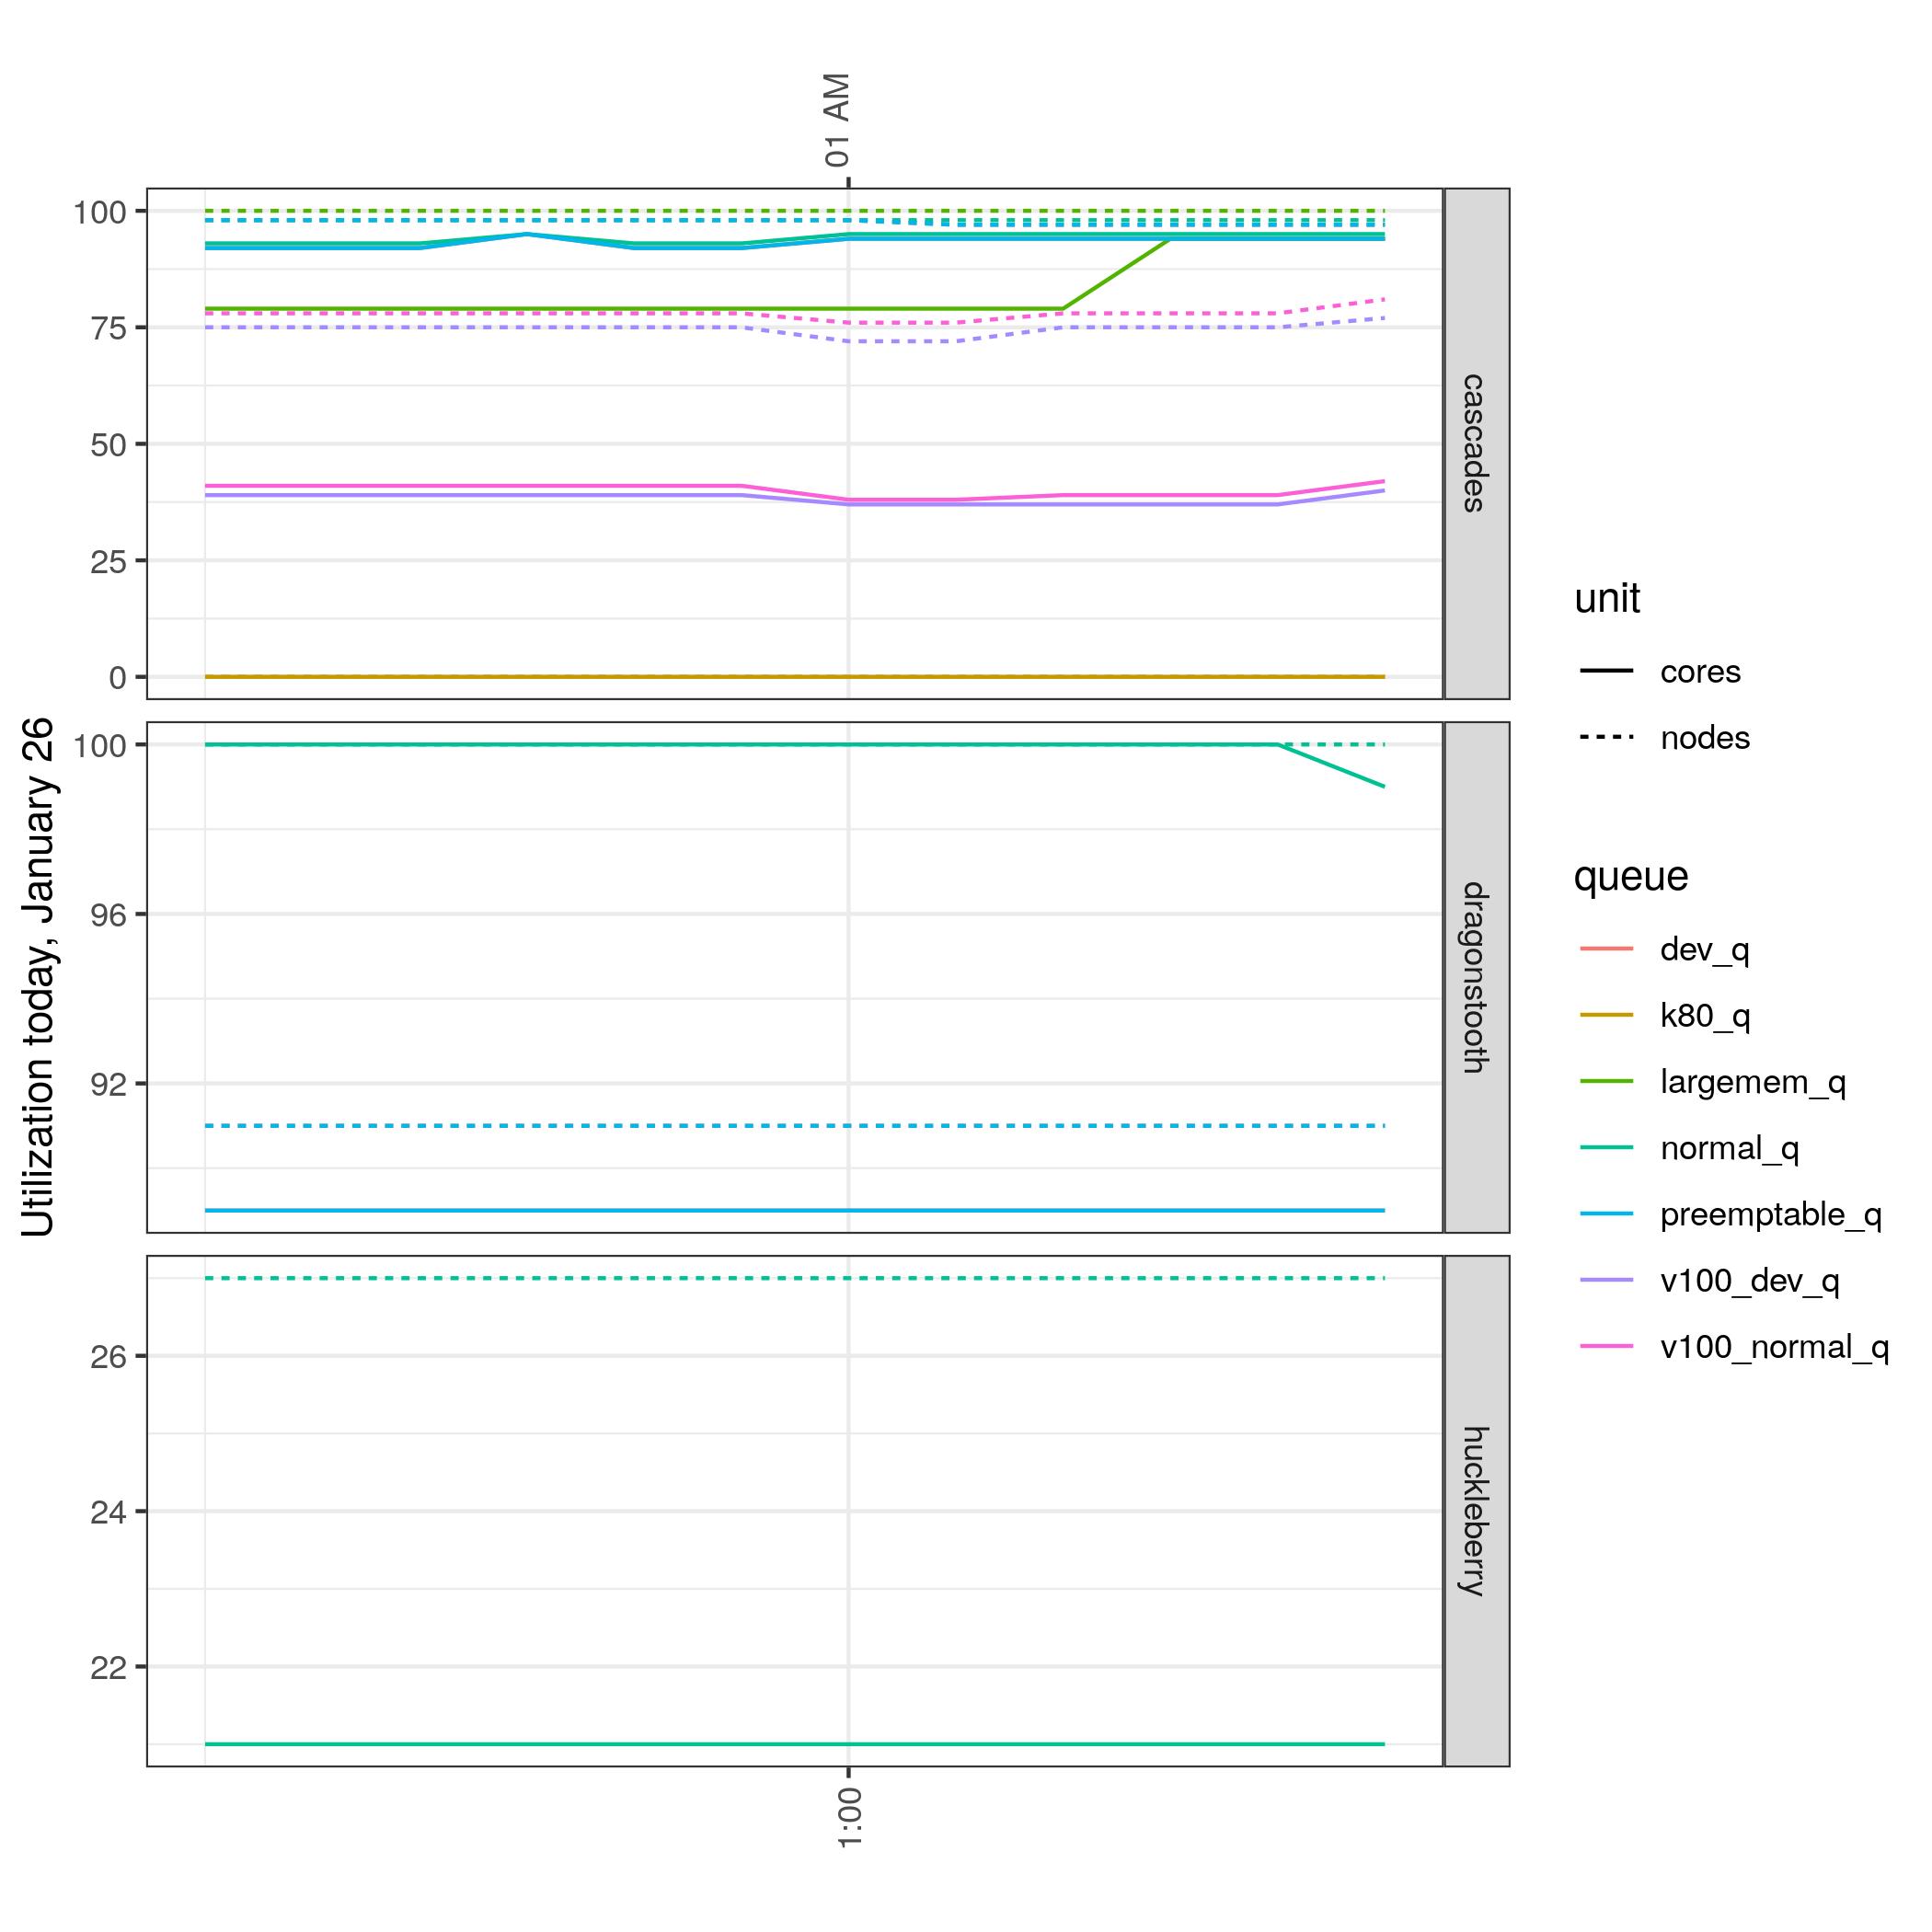 01 AM
Utilization today, January 26
100
75
50
25
0
cascades
100
96
92
dragonstooth
26
24
22
huckleberry
1:00
unit
cores
nodes
queue
dev_q
k80_q
largemem_q
normal_q
preemptable_q
v100_dev_q
v100_normal_q